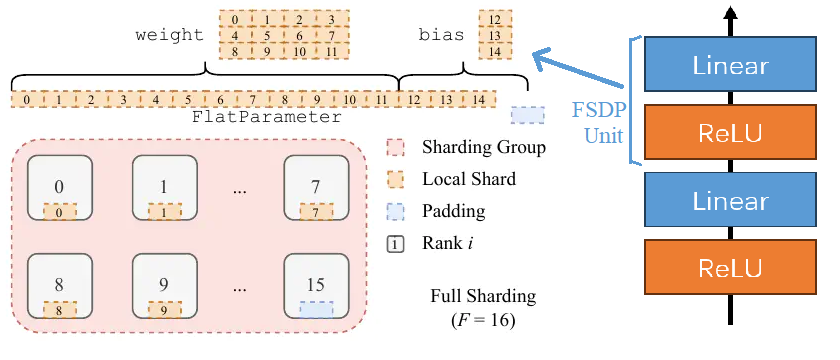 weight
0 1 2 3
4 5 6 7
8 9 10 11
bias
12
13
14
0 1 2 3 4 5 6 7 8 9 10 11 12 13 14
FlatParameter
0 1 ... 7
0 1 7
8 9 ... 15
8 9
Sharding Group
Local Shard
Padding
1 Rank i
Full Sharding
(F = 16)
FSDP
Unit
Linear
ReLU
Linear
ReLU